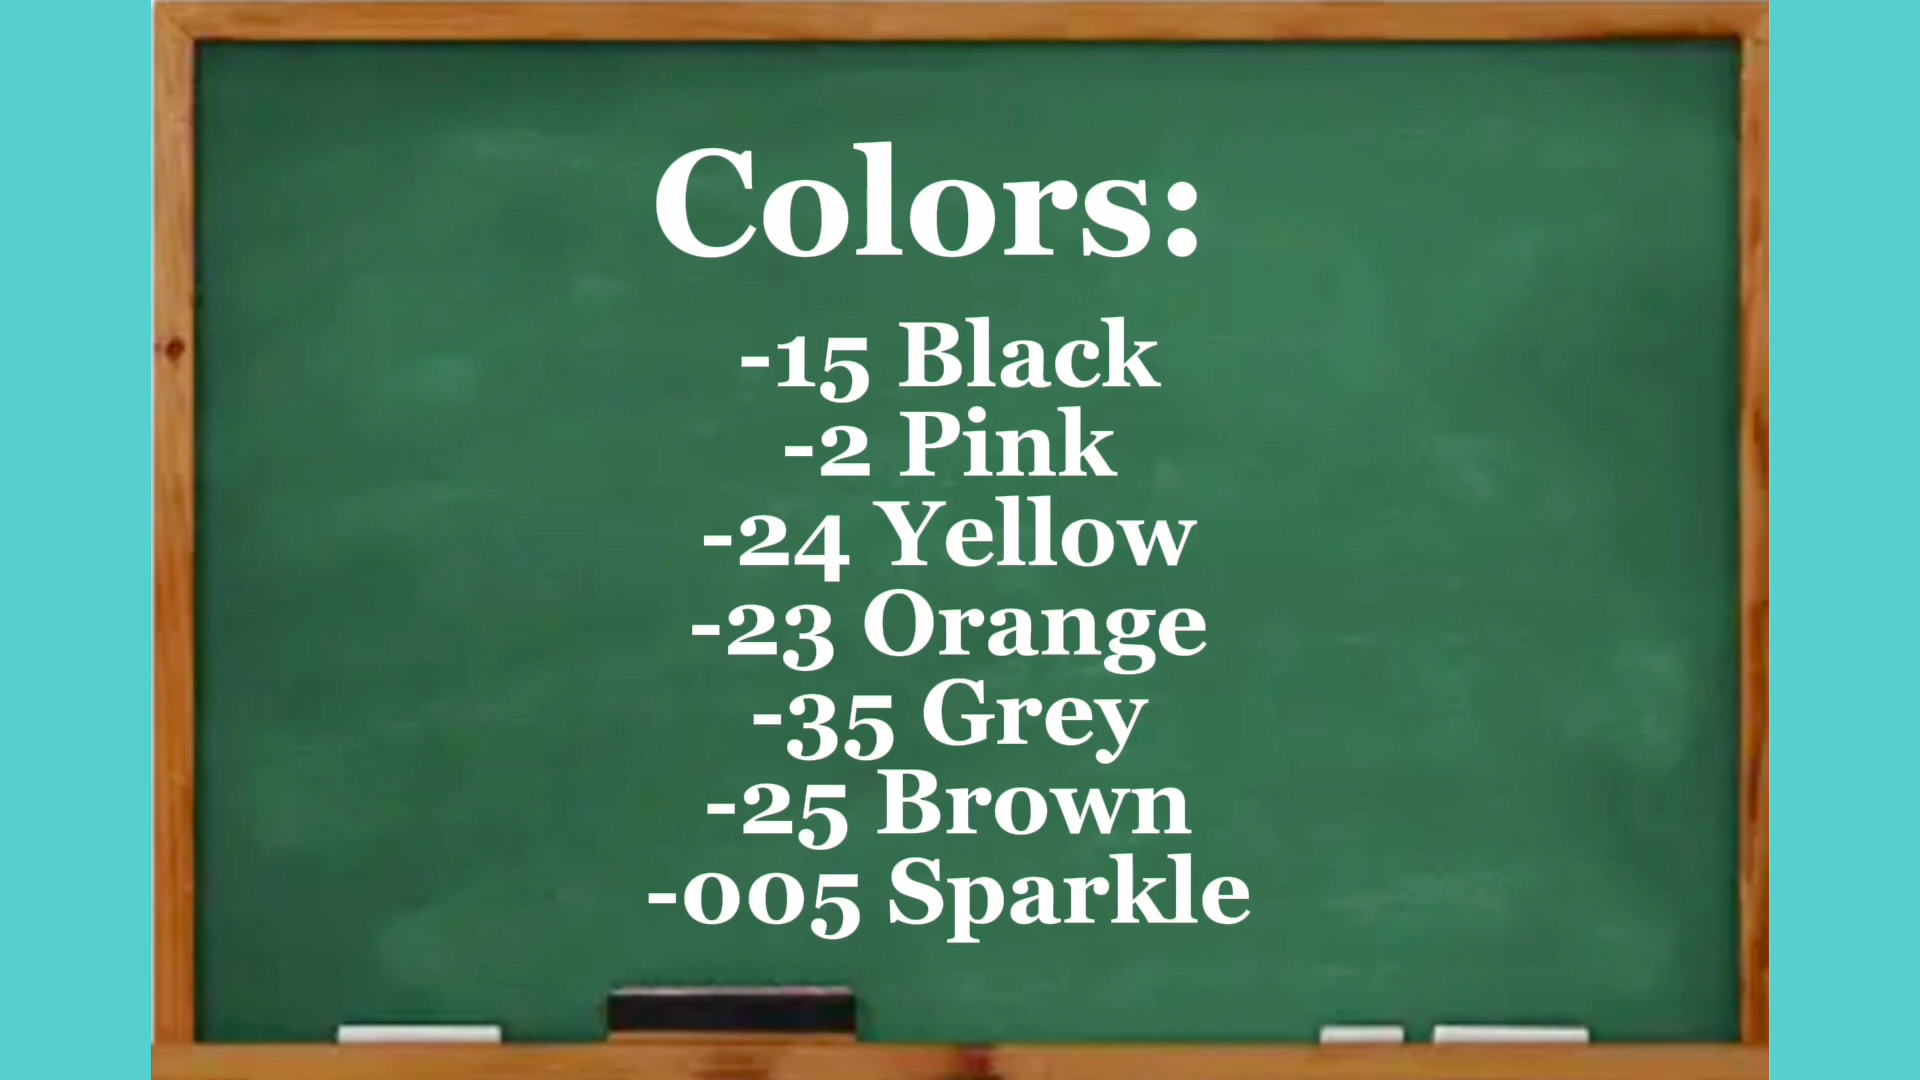 Colors:
-15 Black
-2 Pink
-24 Yellow
-23 Orange
-35 Grey
-25 Brown
-005 Sparkle